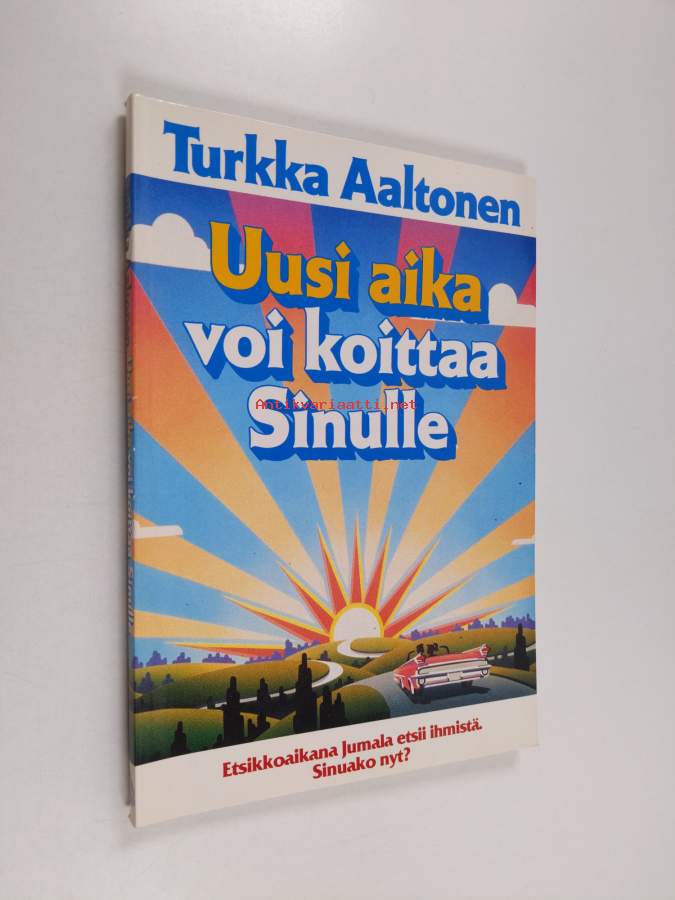 Turkka Aaltonen
Uusi aika
voi koittaa
Antikvariaatti.net
Sinulle
Etsikkoaikana Jumala etsii ihmistä.
Sinuako nyt?